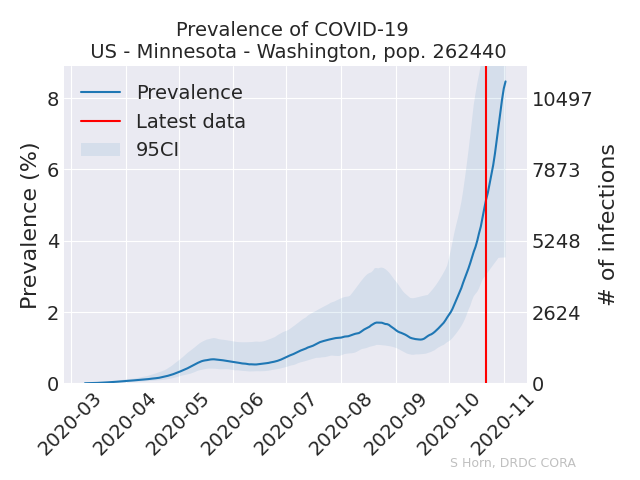 Prevalence of COVID-19
US - Minnesota - Washington, pop. 262440
Prevalence
Latest data
95CI
Prevalence (%)
8
6
4
2
0
10497
7873
5248
2624
0
# of infections
2020-03
2020-04
2020-05
2020-06
2020-07
2020-08
2020-09
2020-10
2020-11
S Horn, DRDC CORA